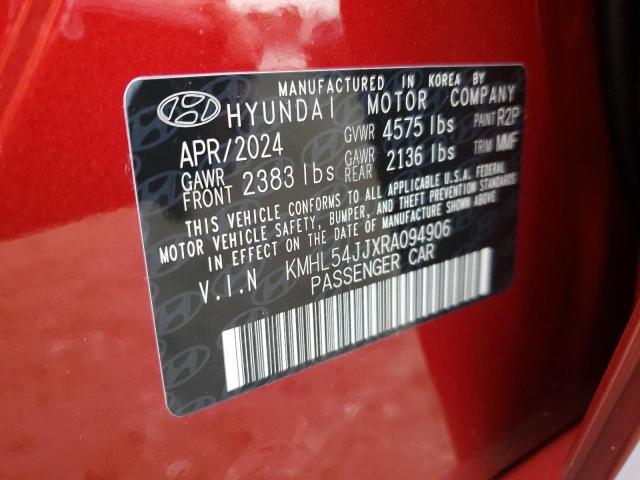 MANUFACTURED IN KOREA BY
HYUNDAI MOTOR COMPANY
APR/2024 GVWR 4575 lbs PAINT R2P
GAWR FRONT 2383 lbs GAWR REAR 2136 lbs TRIM MMF
THIS VEHICLE CONFORMS TO ALL APPLICABLE U.S.A. FEDERAL
MOTOR VEHICLE SAFETY, BUMPER, AND THEFT PREVENTION STANDARDS
IN EFFECT ON THE DATE OF MANUFACTURE SHOWN ABOVE.
V.I.N KMHL54JJXRA094906
PASSENGER CAR